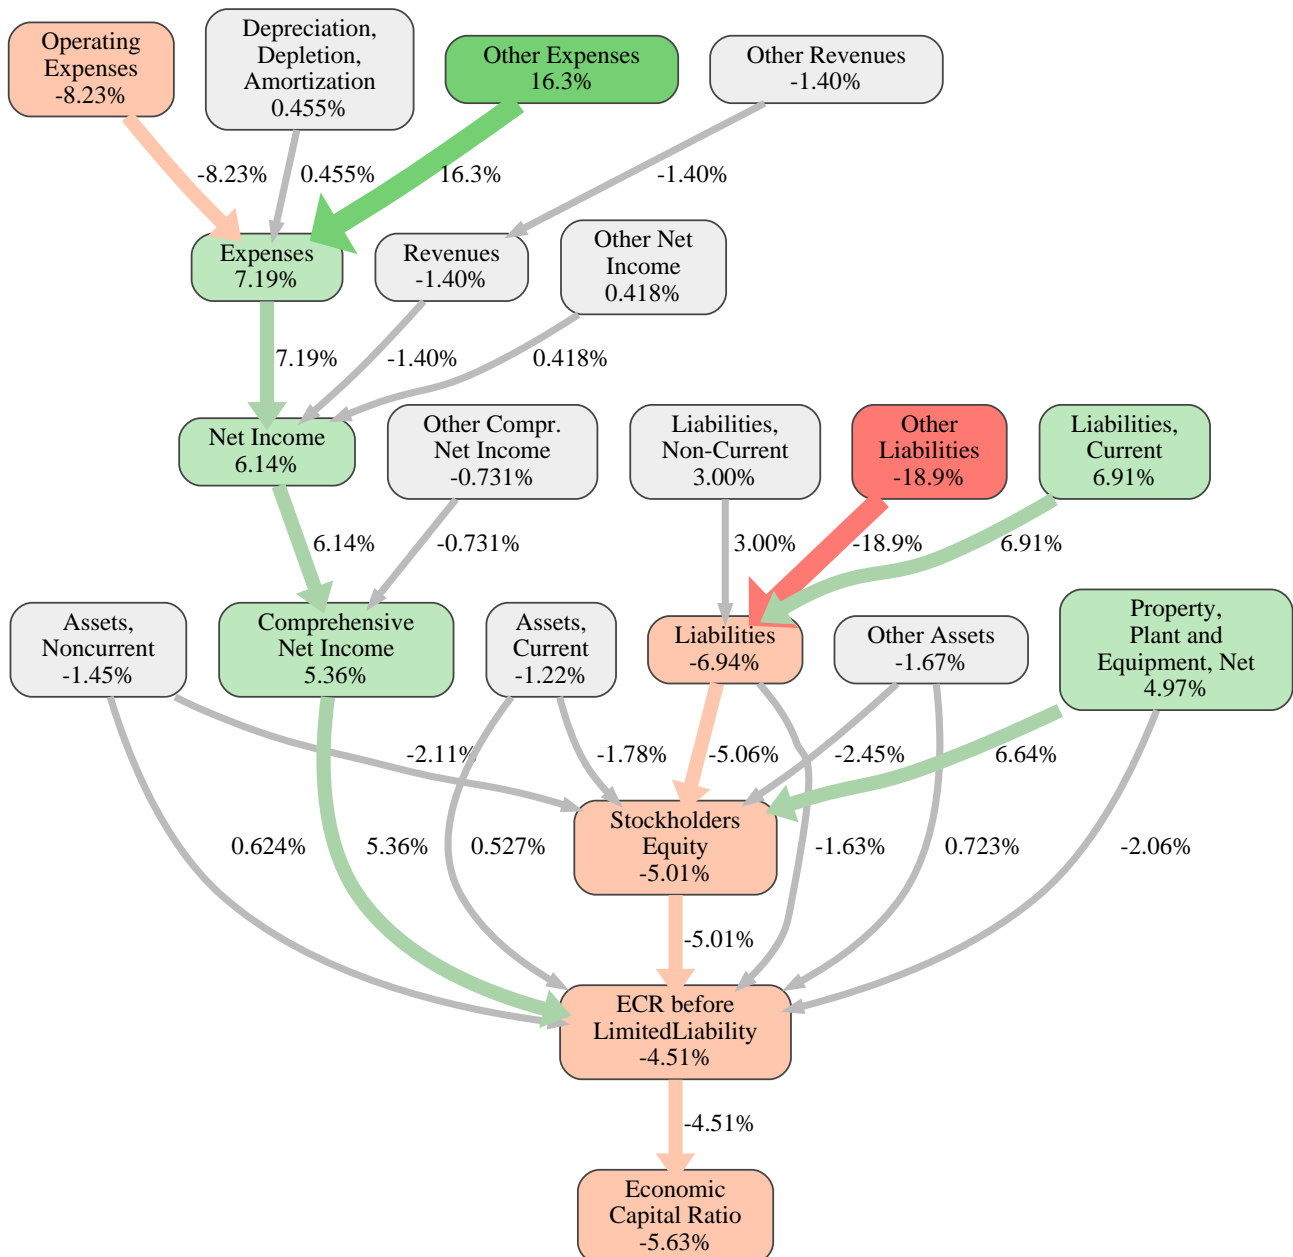 Operating
Expenses
-8.23%
Depreciation,
Depletion,
Amortization
0.455%
Other Expenses
16.3%
Other Revenues
-1.40%
-8.23%
0.455%
16.3%
-1.40%
Expenses
7.19%
Revenues
-1.40%
Other Net
Income
0.418%
7.19%
-1.40%
0.418%
Net Income
6.14%
Other Compr.
Net Income
-0.731%
Liabilities,
Non-Current
3.00%
Other
Liabilities
-18.9%
Liabilities,
Current
6.91%
6.14%
-0.731%
3.00%
-18.9%
6.91%
Assets,
Noncurrent
-1.45%
Comprehensive
Net Income
5.36%
Assets,
Current
-1.22%
Liabilities
-6.94%
Other Assets
-1.67%
Property,
Plant and
Equipment, Net
4.97%
-2.11%
-1.78%
-5.06%
-2.45%
6.64%
Stockholders
Equity
-5.01%
0.624%
5.36%
0.527%
-1.63%
0.723%
-2.06%
-5.01%
ECR before
LimitedLiability
-4.51%
-4.51%
Economic
Capital Ratio
-5.63%